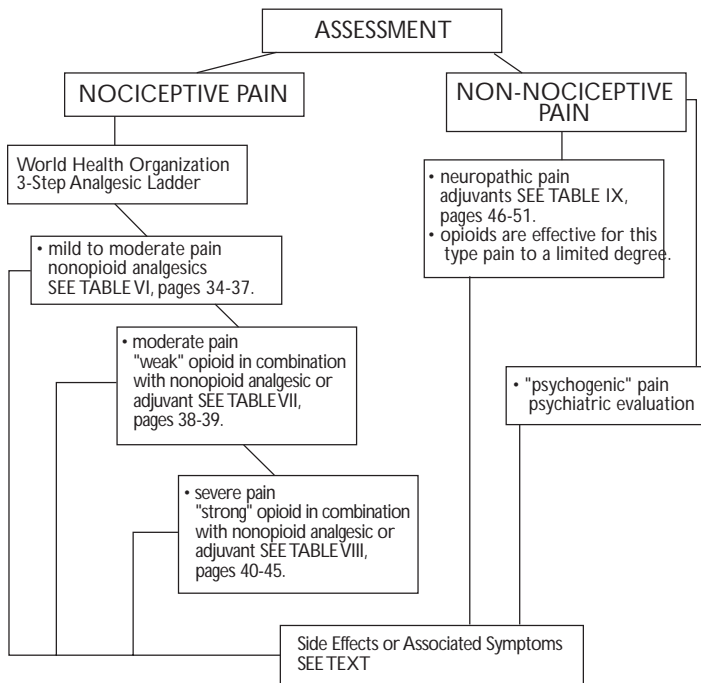 ASSESSMENT
NOCICEPTIVE PAIN
NON-NOCICEPTIVE
PAIN
World Health Organization
3-Step Analgesic Ladder
• neuropathic pain
adjuvants SEE TABLE IX,
pages 46-51.
• opioids are effective for this
type pain to a limited degree.
• mild to moderate pain
nonopioid analgesics
SEE TABLE VI, pages 34-37.
• moderate pain
"weak" opioid in combination
with nonopioid analgesic or
adjuvant SEE TABLE VII,
pages 38-39.
• "psychogenic" pain
psychiatric evaluation
• severe pain
"strong" opioid in combination
with nonopioid analgesic or
adjuvant SEE TABLE VIII,
pages 40-45.
Side Effects or Associated Symptoms
SEE TEXT